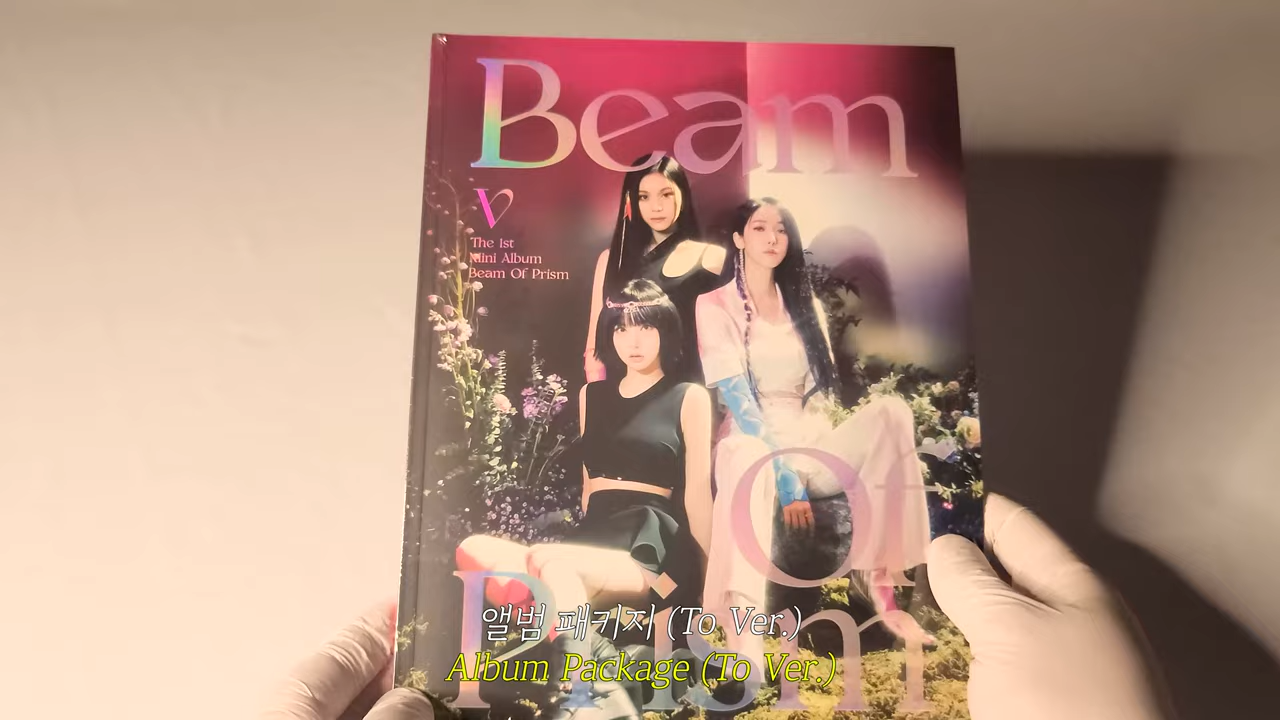 Beam
V
The 1st
Mini Album
Beam Of Prism
Of
Prism
앨범 패키지 (To Ver.)
Album Package (To Ver.)